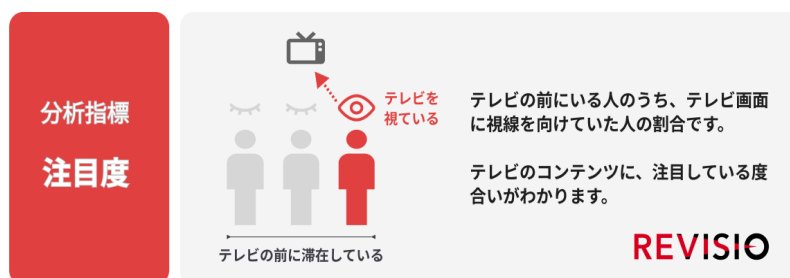 分析指標
注目度
テレビを
視ている
テレビの前に滞在している
テレビの前にいる人のうち、テレビ画面
に視線を向けていた人の割合です。
テレビのコンテンツに、注目している度
合いがわかります。
REVISIO